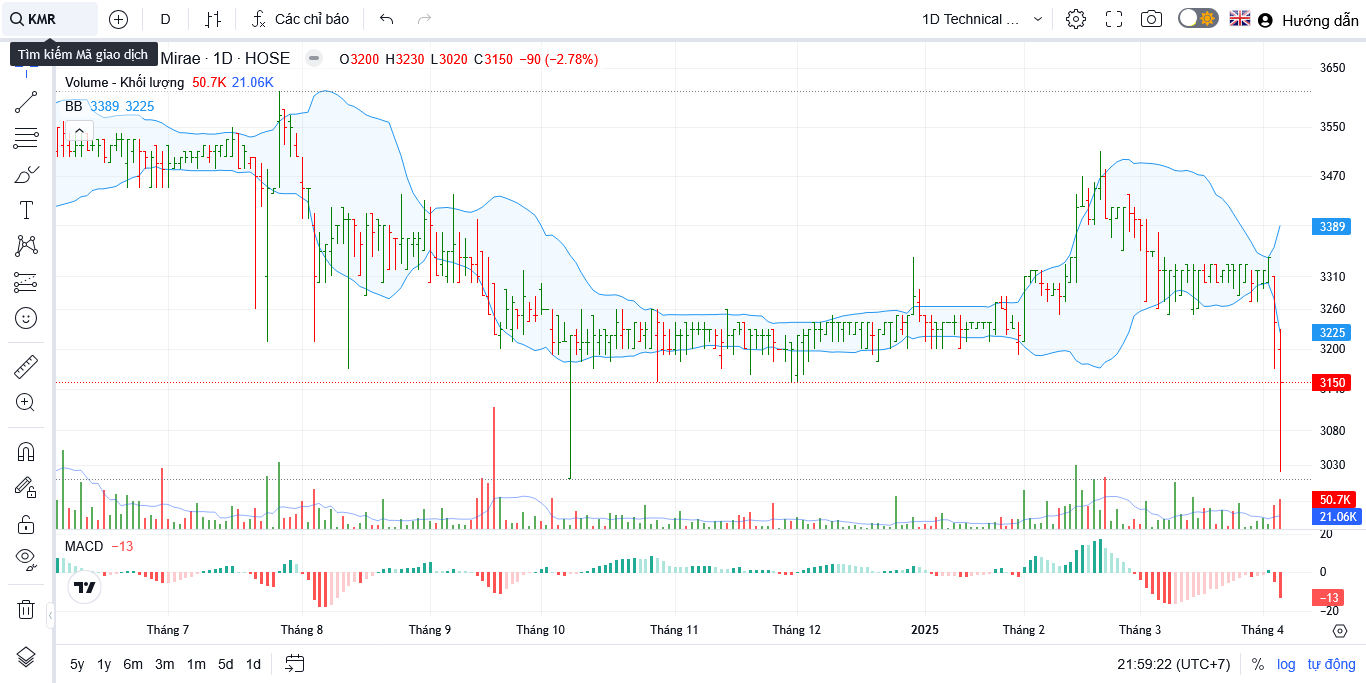 KMR D Các chỉ báo 1D Technical ... Hướng dẫn
Tìm kiếm Mã giao dịch Mirae · 1D · HOSE O3200 H3230 L3020 C3150 −90 (−2.78%)
Volume - Khối lượng 50.7K 21.06K
BB 3389 3225
3650
3550
3470
3389
3310
3260
3225
3200
3150
3140
3080
3030
50.7K
21.06K
MACD −13
20
0
−13
−20
Tháng 7 Tháng 8 Tháng 9 Tháng 10 Tháng 11 Tháng 12 2025 Tháng 2 Tháng 3 Tháng 4
5y 1y 6m 3m 1m 5d 1d 21:59:22 (UTC+7) % log tự động